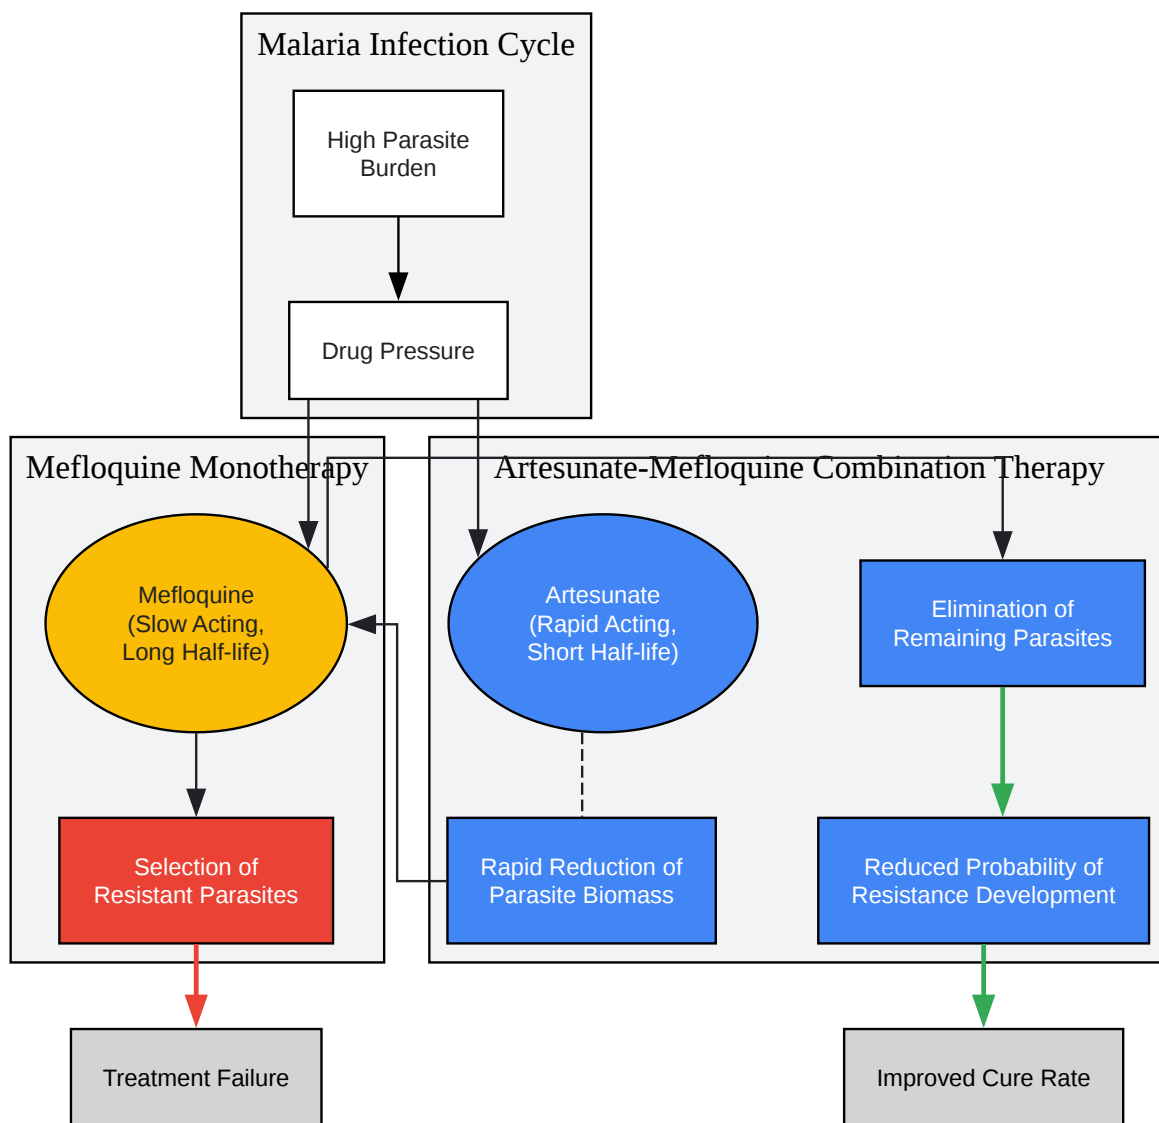 Malaria Infection Cycle
High Parasite
Burden
Drug Pressure
Mefloquine Monotherapy
Artesunate-Mefloquine Combination Therapy
Mefloquine
(Slow Acting,
Long Half-life)
Artesunate
(Rapid Acting,
Short Half-life)
Elimination of
Remaining Parasites
Selection of
Resistant Parasites
Rapid Reduction of
Parasite Biomass
Reduced Probability of
Resistance Development
Treatment Failure
Improved Cure Rate